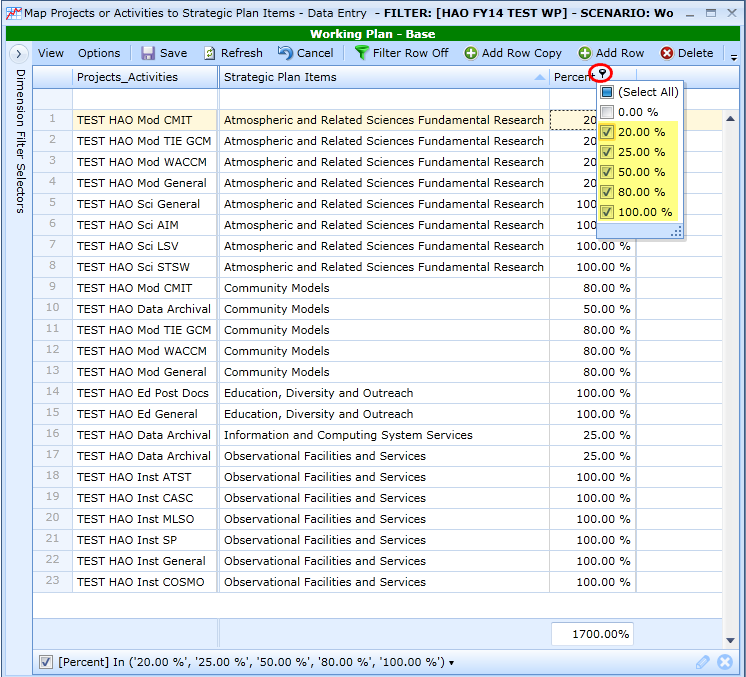 Map Projects or Activities to Strategic Plan Items - Data Entry - FILTER: [HAO FY14 TEST WP] - SCENARIO: Wo
Working Plan - Base
View Options Save Refresh Cancel Filter Row Off Add Row Copy Add Row Delete
Dimension Filter Selectors
Projects_Activities Strategic Plan Items Percent
(Select All)
0.00 %
20.00 %
25.00 %
50.00 %
80.00 %
100.00 %
1 TEST HAO Mod CMIT Atmospheric and Related Sciences Fundamental Research 20
2 TEST HAO Mod TIE GCM Atmospheric and Related Sciences Fundamental Research 20
3 TEST HAO Mod WACCM Atmospheric and Related Sciences Fundamental Research 20
4 TEST HAO Mod General Atmospheric and Related Sciences Fundamental Research 20
5 TEST HAO Sci General Atmospheric and Related Sciences Fundamental Research 100
6 TEST HAO Sci AIM Atmospheric and Related Sciences Fundamental Research 100
7 TEST HAO Sci LSV Atmospheric and Related Sciences Fundamental Research 100.00 %
8 TEST HAO Sci STSW Atmospheric and Related Sciences Fundamental Research 100.00 %
9 TEST HAO Mod CMIT Community Models 80.00 %
10 TEST HAO Data Archival Community Models 50.00 %
11 TEST HAO Mod TIE GCM Community Models 80.00 %
12 TEST HAO Mod WACCM Community Models 80.00 %
13 TEST HAO Mod General Community Models 80.00 %
14 TEST HAO Ed Post Docs Education, Diversity and Outreach 100.00 %
15 TEST HAO Ed General Education, Diversity and Outreach 100.00 %
16 TEST HAO Data Archival Information and Computing System Services 25.00 %
17 TEST HAO Data Archival Observational Facilities and Services 25.00 %
18 TEST HAO Inst ATST Observational Facilities and Services 100.00 %
19 TEST HAO Inst CASC Observational Facilities and Services 100.00 %
20 TEST HAO Inst MLSO Observational Facilities and Services 100.00 %
21 TEST HAO Inst SP Observational Facilities and Services 100.00 %
22 TEST HAO Inst General Observational Facilities and Services 100.00 %
23 TEST HAO Inst COSMO Observational Facilities and Services 100.00 %
1700.00%
[Percent] In ('20.00 %', '25.00 %', '50.00 %', '80.00 %', '100.00 %')